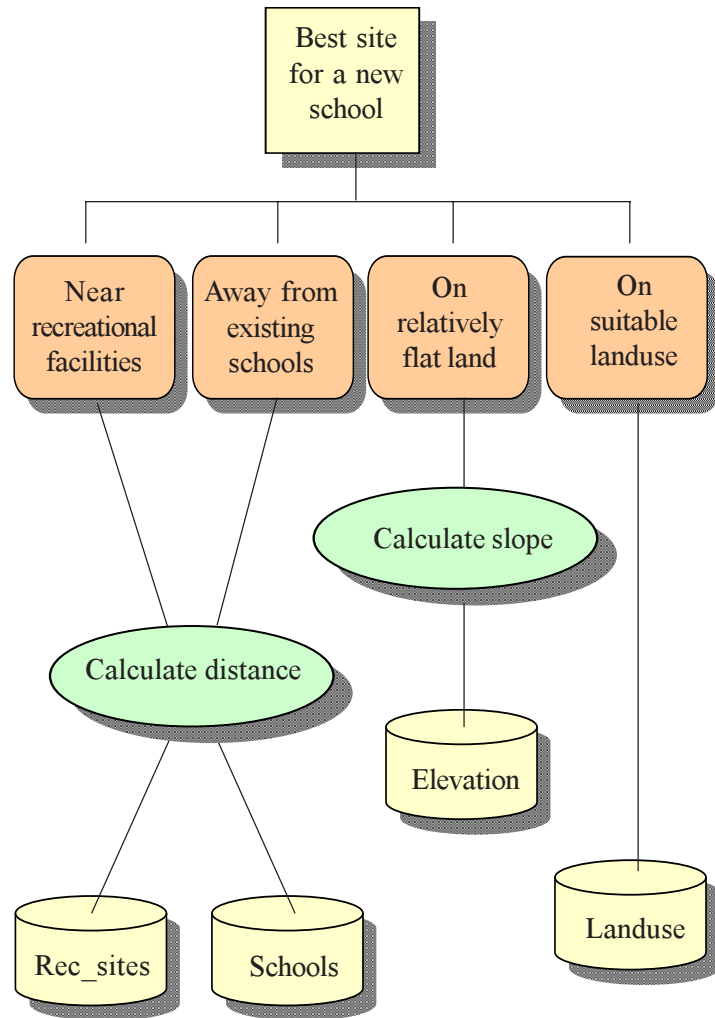 Best site
for a new
school
Near
recreational
facilities
Away from
existing
schools
On
relatively
flat land
On
suitable
landuse
Calculate slope
Calculate distance
Elevation
Landuse
Rec_sites
Schools